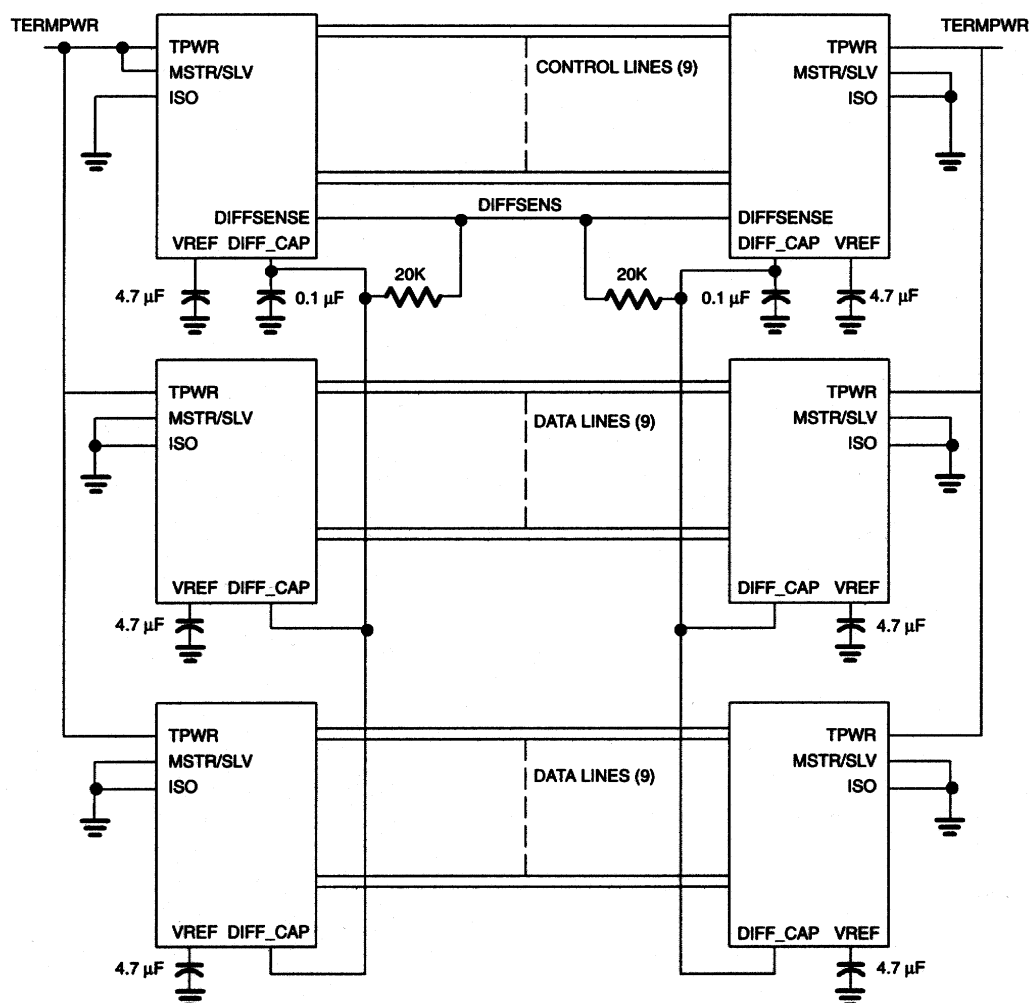 TERMPWR
TERMPWR
TPWR
MSTR/SLV
ISO
CONTROL LINES (9)
TPWR
MSTR/SLV
ISO
DIFFSENSE
DIFFSENS
DIFFSENSE
VREF DIFF_CAP
DIFF_CAP VREF
4.7 µF
0.1 µF
20K
20K
0.1 µF
4.7 µF
TPWR
MSTR/SLV
ISO
DATA LINES (9)
TPWR
MSTR/SLV
ISO
VREF DIFF_CAP
DIFF_CAP VREF
4.7 µF
4.7 µF
TPWR
MSTR/SLV
ISO
DATA LINES (9)
TPWR
MSTR/SLV
ISO
VREF DIFF_CAP
DIFF_CAP VREF
4.7 µF
4.7 µF